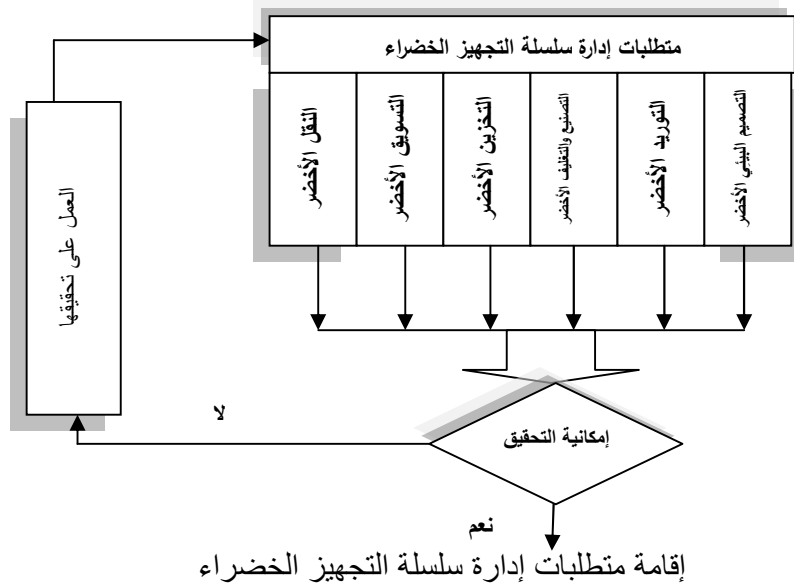 متطلبات إدارة سلسلة التجهيز الخضراء
التصميم البيئي الأخضر
التوريد الأخضر
التصنيع والتغليف الأخضر
التخزين الأخضر
التسويق الأخضر
النقل الأخضر
العمل على تحقيقها
إمكانية التحقيق
لا
نعم
إقامة متطلبات إدارة سلسلة التجهيز الخضراء